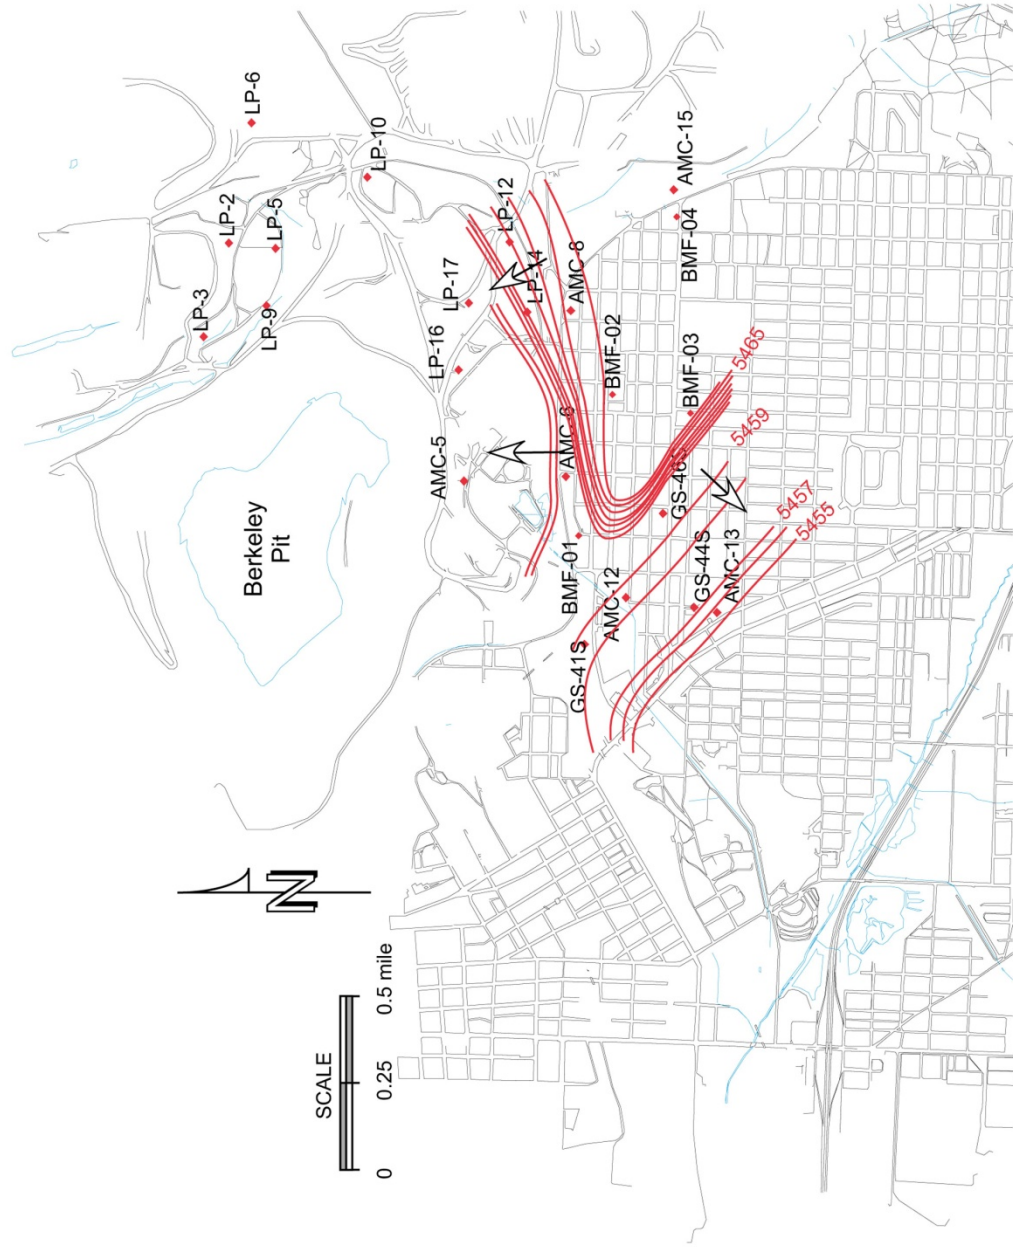 LP-6
LP-10
LP-2
LP-5
LP-3
LP-9
AMC-15
BMF-04
LP-12
LP-17
LP-14
AMC-8
LP-16
BMF-02
BMF-03
5465
AMC-5
AMC-6
GS-46S
5459
Berkeley
Pit
BMF-01
AMC-12
GS-44S
AMC-13
5457
5455
GS-41S
N
SCALE
0 0.25 0.5 mile